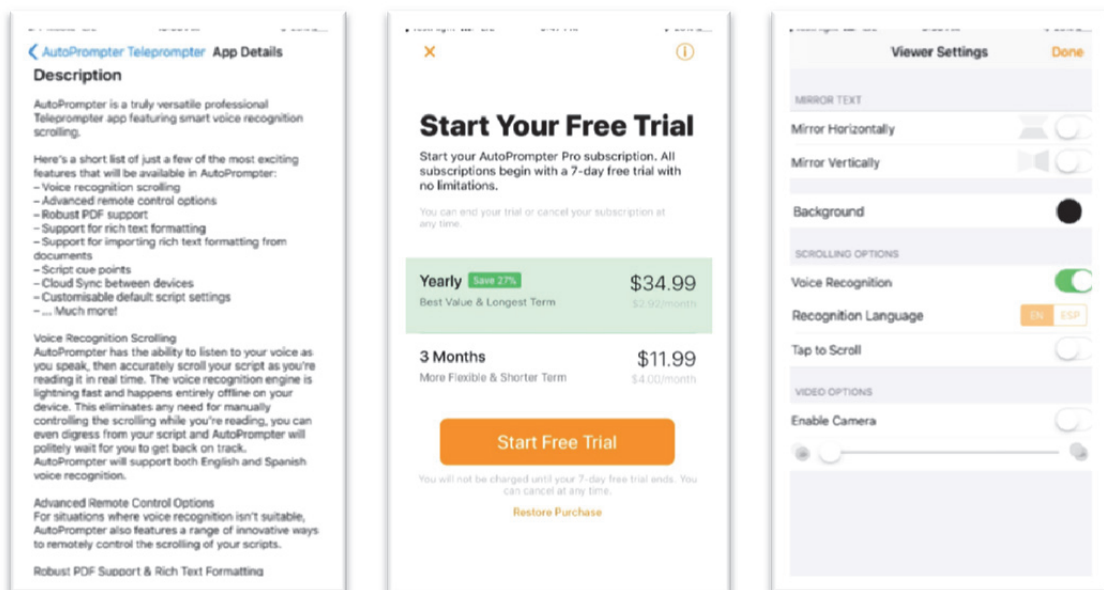 AutoPrompter Teleprompter App Details
Description
AutoPrompter is a truly versatile professional
Teleprompter app featuring smart voice recognition
scrolling.
Here's a short list of just a few of the most exciting
features that will be available in AutoPrompter:
– Voice recognition scrolling
– Advanced remote control options
– Robust PDF support
– Support for rich text formatting
– Support for importing rich text formatting from
documents
– Script cue points
– Cloud Sync between devices
– Customisable default script settings
– ... Much more!
Voice Recognition Scrolling
AutoPrompter has the ability to listen to your voice as
you speak, then accurately scroll your script as you're
reading it in real time. The voice recognition engine is
lightning fast and happens entirely offline on your
device. This eliminates any need for manually
controlling the scrolling while you're reading, you can
even digress from your script and AutoPrompter will
politely wait for you to get back on track.
AutoPrompter will support both English and Spanish
voice recognition.
Advanced Remote Control Options
For situations where voice recognition isn't suitable,
AutoPrompter also features a range of innovative ways
to remotely control the scrolling of your scripts.
Robust PDF Support & Rich Text Formatting
Start Your Free Trial
Start your AutoPrompter Pro subscription. All
subscriptions begin with a 7-day free trial with
no limitations.
You can end your trial or cancel your subscription at
any time.
Yearly Save 27% $34.99
Best Value & Longest Term $2.92/month
3 Months $11.99
More Flexible & Shorter Term $4.00/month
Start Free Trial
You will not be charged until your 7-day free trial ends. You
can cancel at any time.
Restore Purchase
Viewer Settings Done
MIRROR TEXT
Mirror Horizontally
Mirror Vertically
Background
SCROLLING OPTIONS
Voice Recognition
Recognition Language EN ESP
Tap to Scroll
VIDEO OPTIONS
Enable Camera